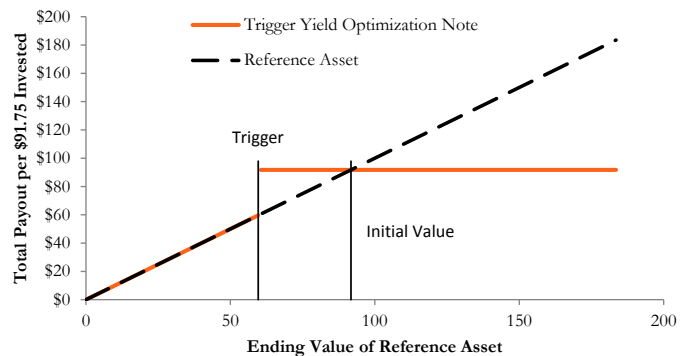 Total Payout per $91.75 Invested
$200
$180
$160
$140
$120
$100
$80
$60
$40
$20
$0
Trigger Yield Optimization Note
Reference Asset
Trigger
Initial Value
0
50
100
150
200
Ending Value of Reference Asset